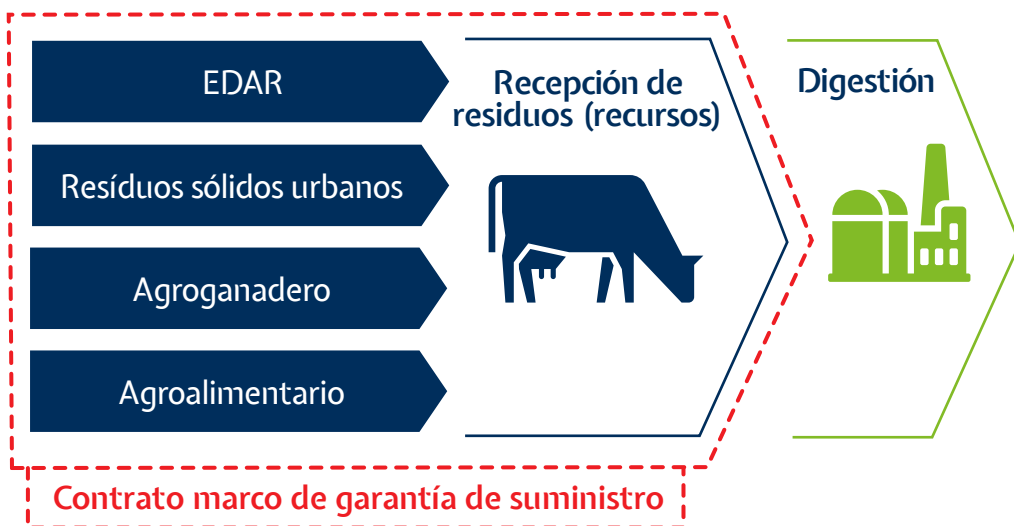 EDAR
Resíduos sólidos urbanos
Agroganadero
Agroalimentario
Recepción de
residuos (recursos)
Digestión
Contrato marco de garantía de suministro